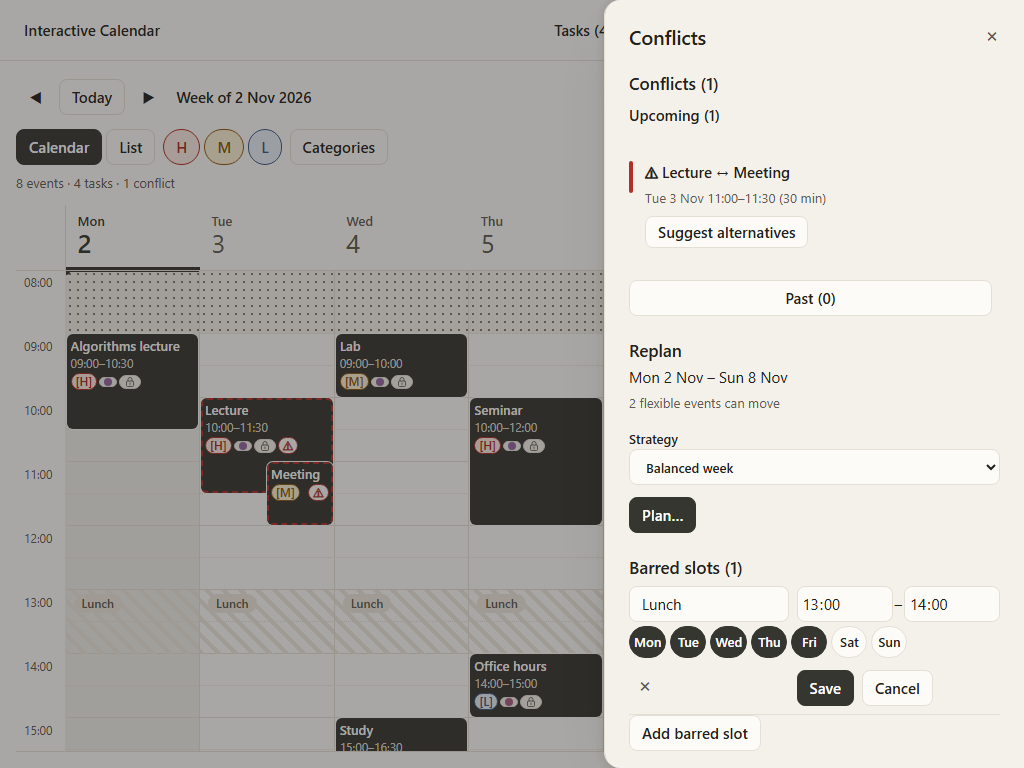 Interactive Calendar
Tasks (4
◀ Today ▶ Week of 2 Nov 2026
Calendar List H M L Categories
8 events · 4 tasks · 1 conflict
Mon Tue Wed Thu
2 3 4 5
08:00
09:00
10:00
11:00
12:00
13:00
14:00
15:00
Algorithms lecture
09:00–10:30
[H]
Lecture
10:00–11:30
[H]
Meeting
[M]
Lab
09:00–10:00
[M]
Seminar
10:00–12:00
[H]
Lunch Lunch Lunch Lunch
Office hours
14:00–15:00
[L]
Study
15:00–16:30
Conflicts ✕
Conflicts (1)
Upcoming (1)
⚠ Lecture ↔ Meeting
Tue 3 Nov 11:00–11:30 (30 min)
Suggest alternatives
Past (0)
Replan
Mon 2 Nov – Sun 8 Nov
2 flexible events can move
Strategy
Balanced week
Plan...
Barred slots (1)
Lunch 13:00 – 14:00
Mon Tue Wed Thu Fri Sat Sun
✕ Save Cancel
Add barred slot